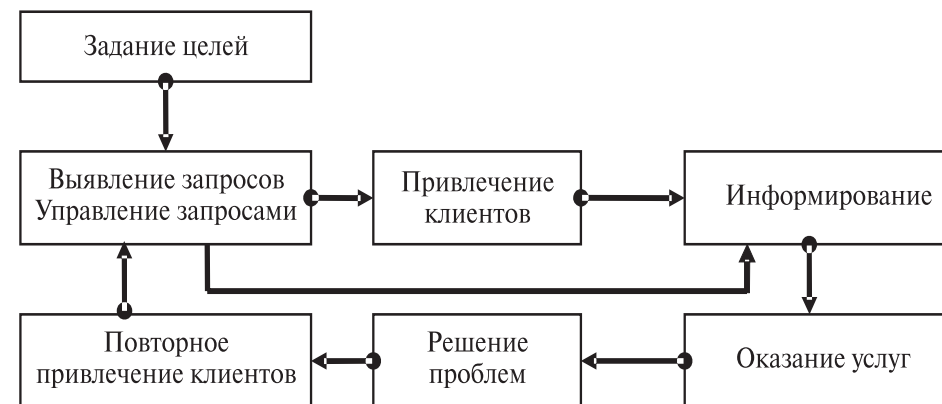 Задание целей
Выявление запросов
Управление запросами
Привлечение
клиентов
Информирование
Повторное
привлечение клиентов
Решение
проблем
Оказание услуг